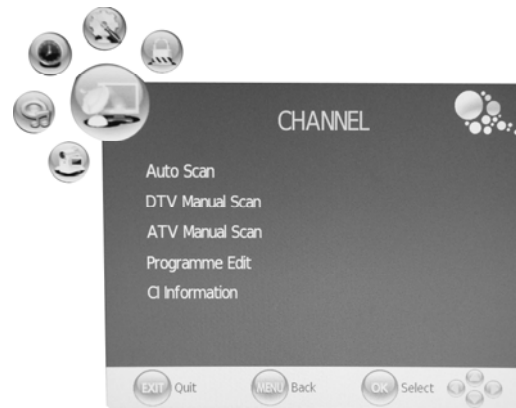 CHANNEL
Auto Scan
DTV Manual Scan
ATV Manual Scan
Programme Edit
CI Information
EXIT Quit MENU Back OK Select